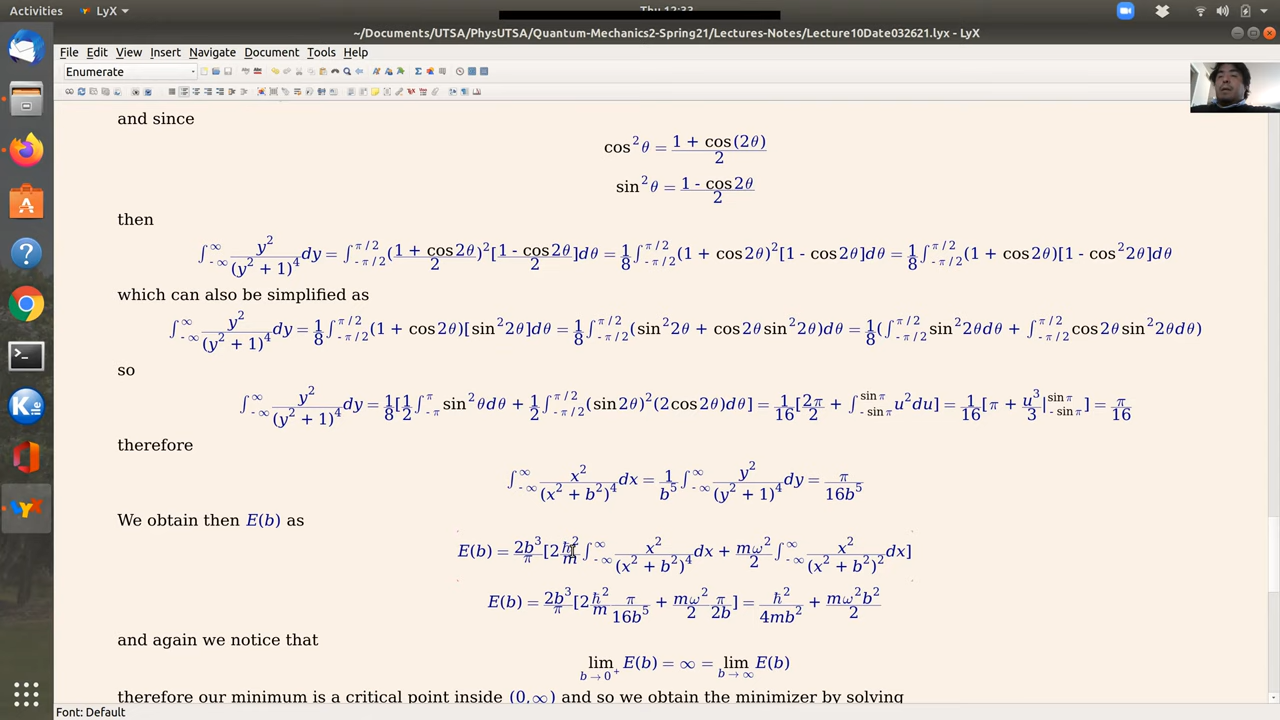 Activities LyX Thu 12:33
~/Documents/UTSA/PhysUTSA/Quantum-Mechanics2-Spring21/Lectures-Notes/Lecture10Date032621.lyx - LyX
File Edit View Insert Navigate Document Tools Help
Enumerate
and since
cos²θ = (1 + cos(2θ))/2
sin²θ = (1 - cos2θ)/2
then
∫_{-∞}^{∞} y²/(y² + 1)⁴ dy = ∫_{-π/2}^{π/2} ((1 + cos2θ)/2)² [(1 - cos2θ)/2]dθ = 1/8 ∫_{-π/2}^{π/2} (1 + cos2θ)²[1 - cos2θ]dθ = 1/8 ∫_{-π/2}^{π/2} (1 + cos2θ)[1 - cos²2θ]dθ
which can also be simplified as
∫_{-∞}^{∞} y²/(y² + 1)⁴ dy = 1/8 ∫_{-π/2}^{π/2} (1 + cos2θ)[sin²2θ]dθ = 1/8 ∫_{-π/2}^{π/2} (sin²2θ + cos2θsin²2θ)dθ = 1/8 (∫_{-π/2}^{π/2} sin²2θdθ + ∫_{-π/2}^{π/2} cos2θsin²2θdθ)
so
∫_{-∞}^{∞} y²/(y² + 1)⁴ dy = 1/8 [1/2 ∫_{-π}^{π} sin²θdθ + 1/2 ∫_{-π/2}^{π/2} (sin2θ)²(2cos2θ)dθ] = 1/16 [2π/2 + ∫_{-sinπ}^{sinπ} u²du] = 1/16 [π + u³/3 |_{-sinπ}^{sinπ}] = π/16
therefore
∫_{-∞}^{∞} x²/(x² + b²)⁴ dx = 1/b⁵ ∫_{-∞}^{∞} y²/(y² + 1)⁴ dy = π/16b⁵
We obtain then E(b) as
E(b) = 2b³/π [2 ℏ²/m ∫_{-∞}^{∞} x²/(x² + b²)⁴ dx + mω²/2 ∫_{-∞}^{∞} x²/(x² + b²)² dx]
E(b) = 2b³/π [2 ℏ²/m π/16b⁵ + mω²/2 π/2b] = ℏ²/4mb² + mω²b²/2
and again we notice that
lim_{b → 0⁺} E(b) = ∞ = lim_{b → ∞} E(b)
therefore our minimum is a critical point inside (0,∞) and so we obtain the minimizer by solving
Font: Default